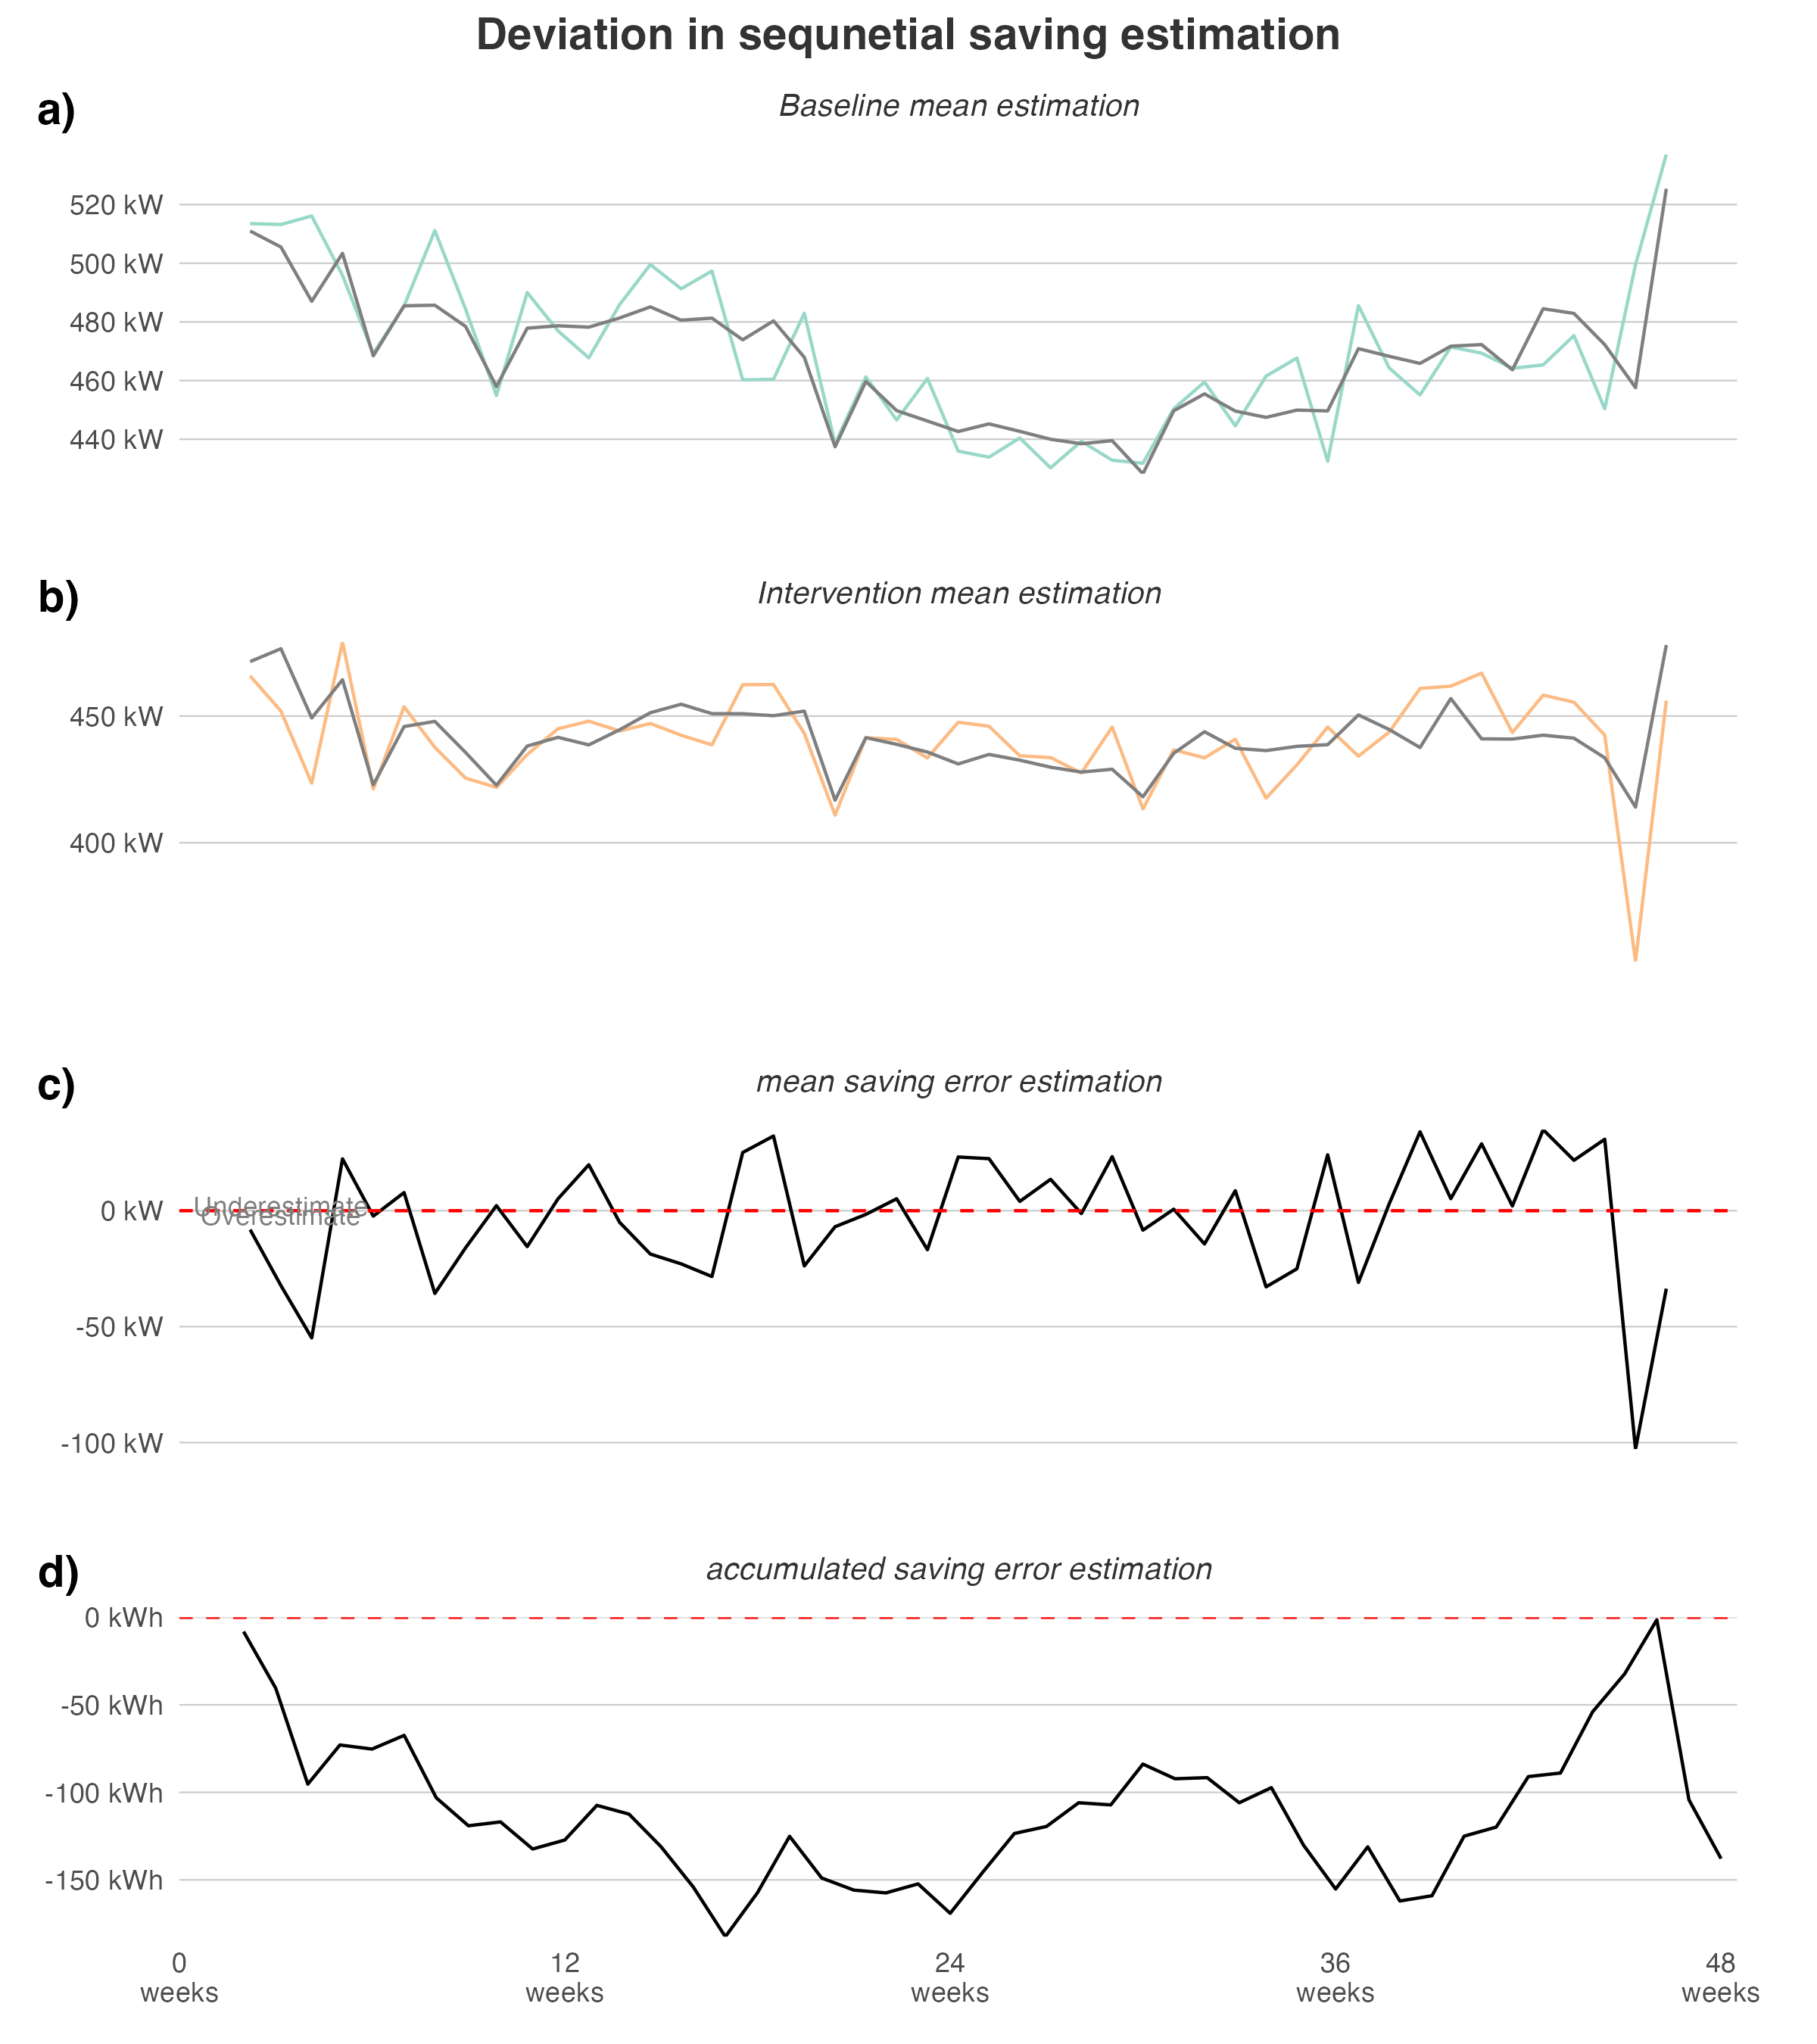 Deviation in sequnetial saving estimation
a)
Baseline mean estimation
520 kW
500 kW
480 kW
460 kW
440 kW
b)
Intervention mean estimation
450 kW
400 kW
c)
mean saving error estimation
Underestimate
0 kW
Overestimate
-50 kW
-100 kW
d)
accumulated saving error estimation
0 kWh
-50 kWh
-100 kWh
-150 kWh
0 12 24 36 48
weeks weeks weeks weeks weeks